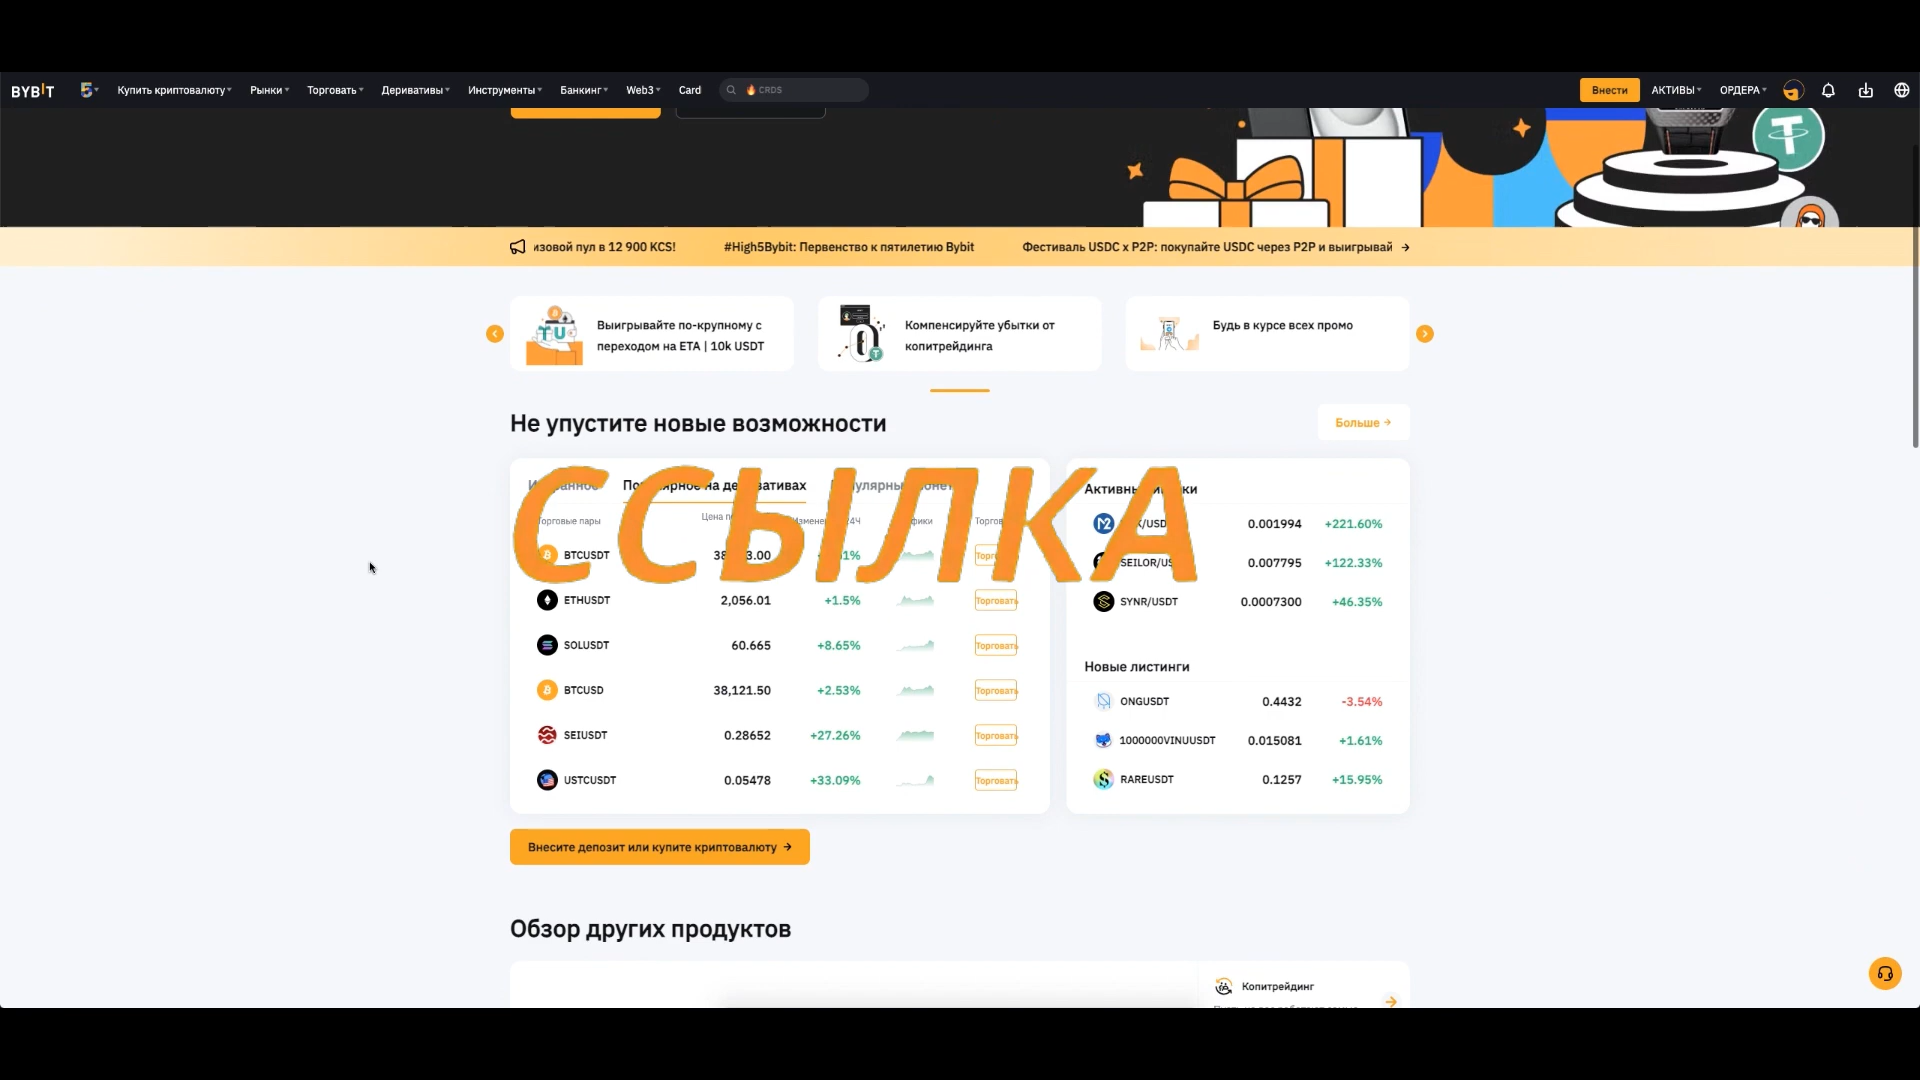 BYBIT
Купить криптовалюту Рынки Торговать Деривативы Инструменты Банкинг Web3 Card CRDS Внести АКТИВЫ ОРДЕРА
изовой пул в 12 900 KCS! #High5Bybit: Первенство к пятилетию Bybit Фестиваль USDC x P2P: покупайте USDC через P2P и выигрывай
Выигрывайте по-крупному с
переходом на ETA | 10k USDT
Компенсируйте убытки от
копитрейдинга
Будь в курсе всех промо
Не упустите новые возможности
Больше →
ССЫЛКА
Торговые пары
BTCUSDT
ETHUSDT 2,056.01 +1.5% Торговать
SOLUSDT 60.665 +8.65% Торговать
BTCUSD 38,121.50 +2.53% Торговать
SEIUSDT 0.28652 +27.26% Торговать
USTCUSDT 0.05478 +33.09% Торговать
0.001994 +221.60%
0.007795 +122.33%
SYNR/USDT 0.0007300 +46.35%
Новые листинги
ONGUSDT 0.4432 -3.54%
1000000VINUUSDT 0.015081 +1.61%
RAREUSDT 0.1257 +15.95%
Внесите депозит или купите криптовалюту →
Обзор других продуктов
Копитрейдинг